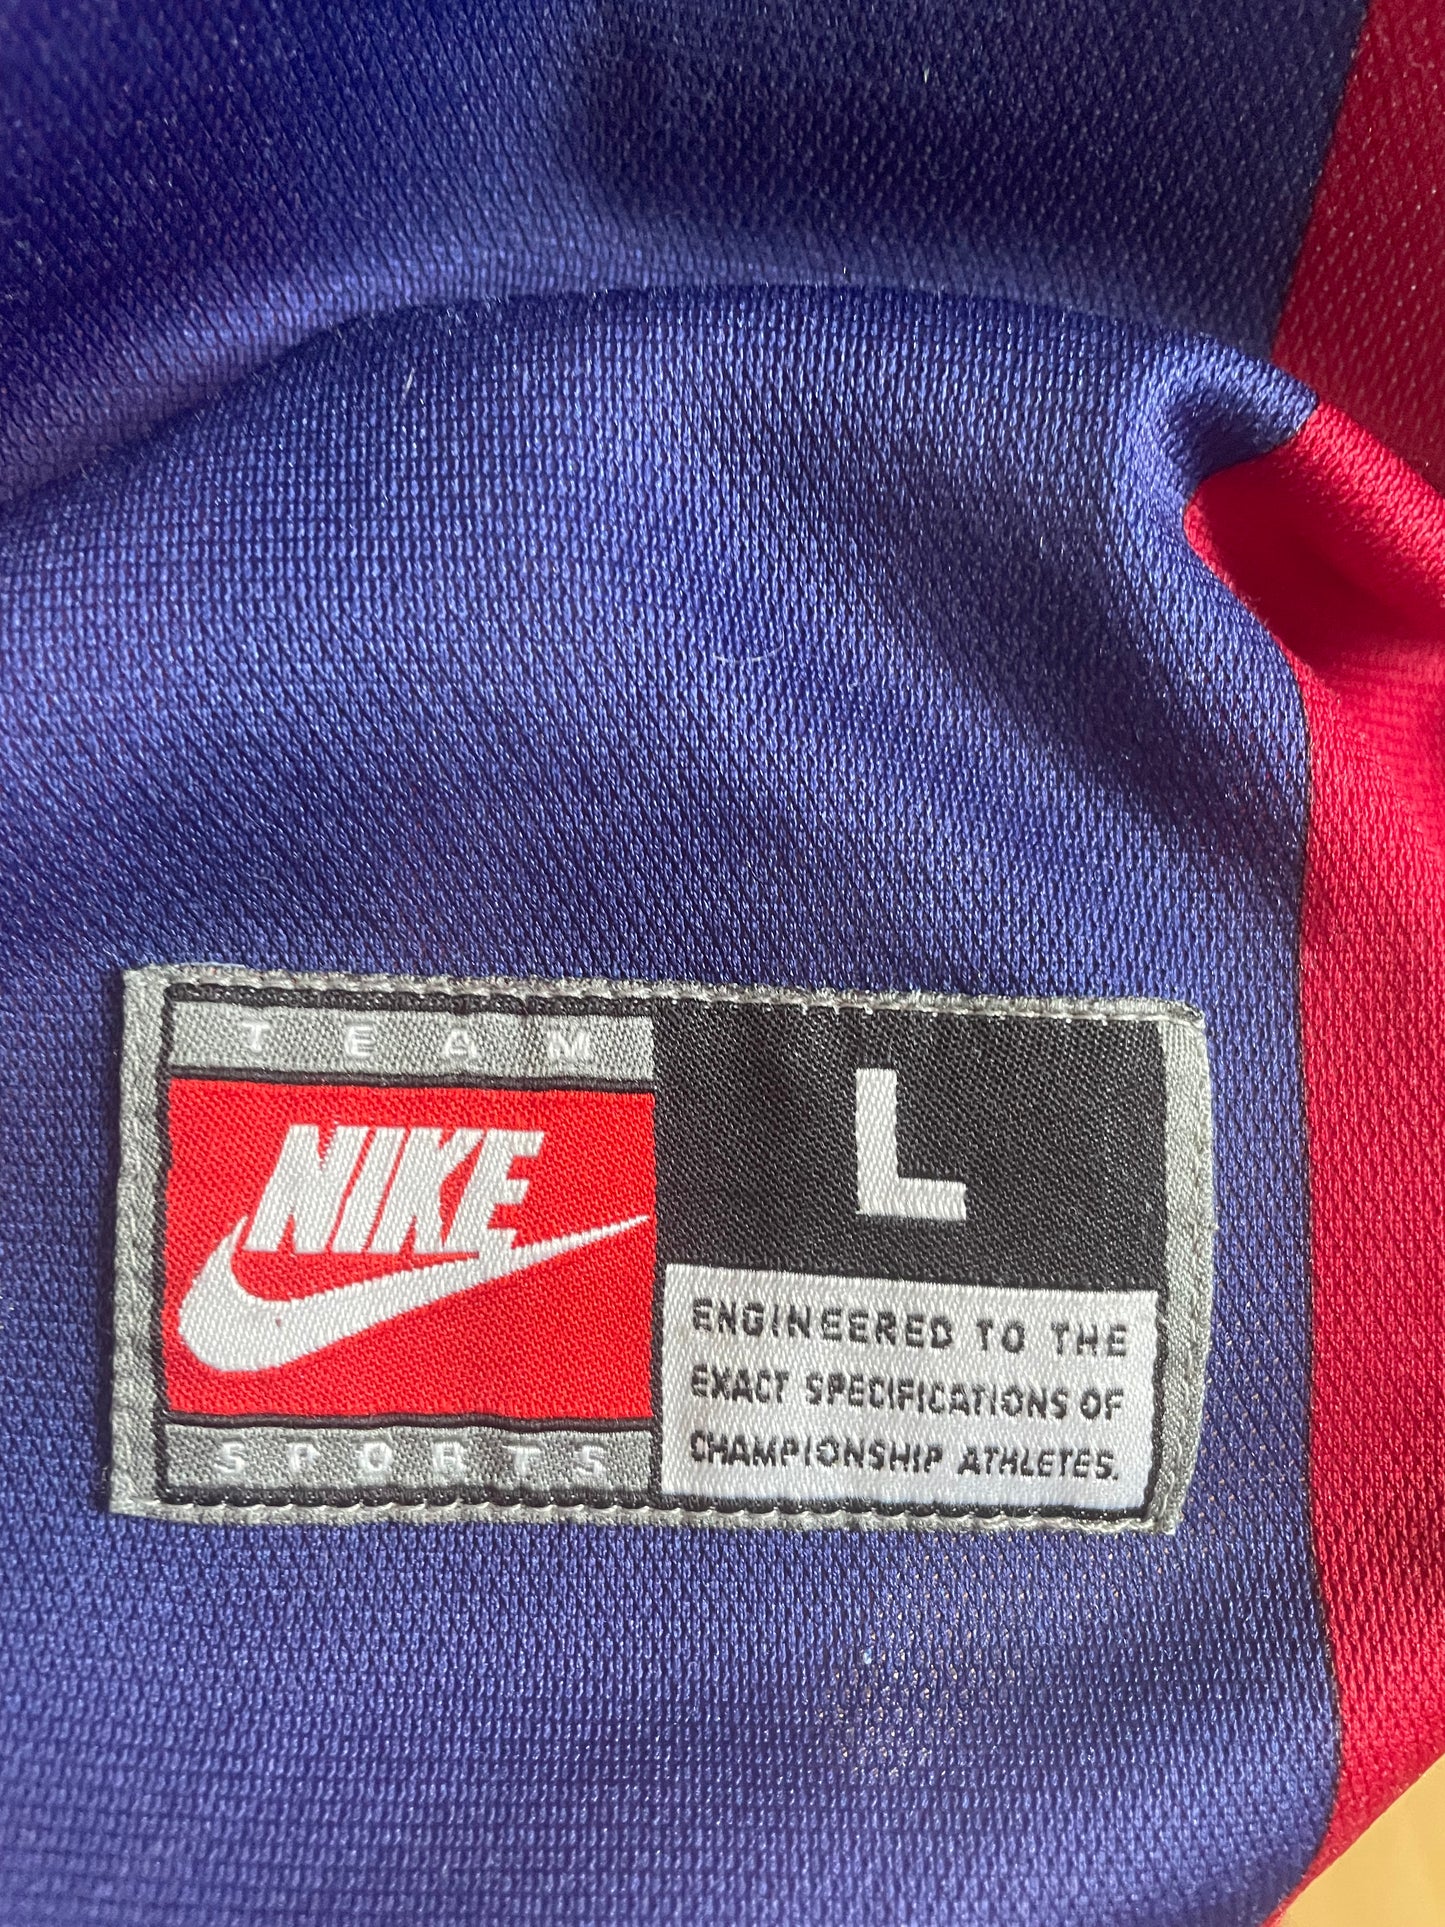 TEAM
NIKE
SPORTS
L
ENGINEERED TO THE
EXACT SPECIFICATIONS OF
CHAMPIONSHIP ATHLETES.